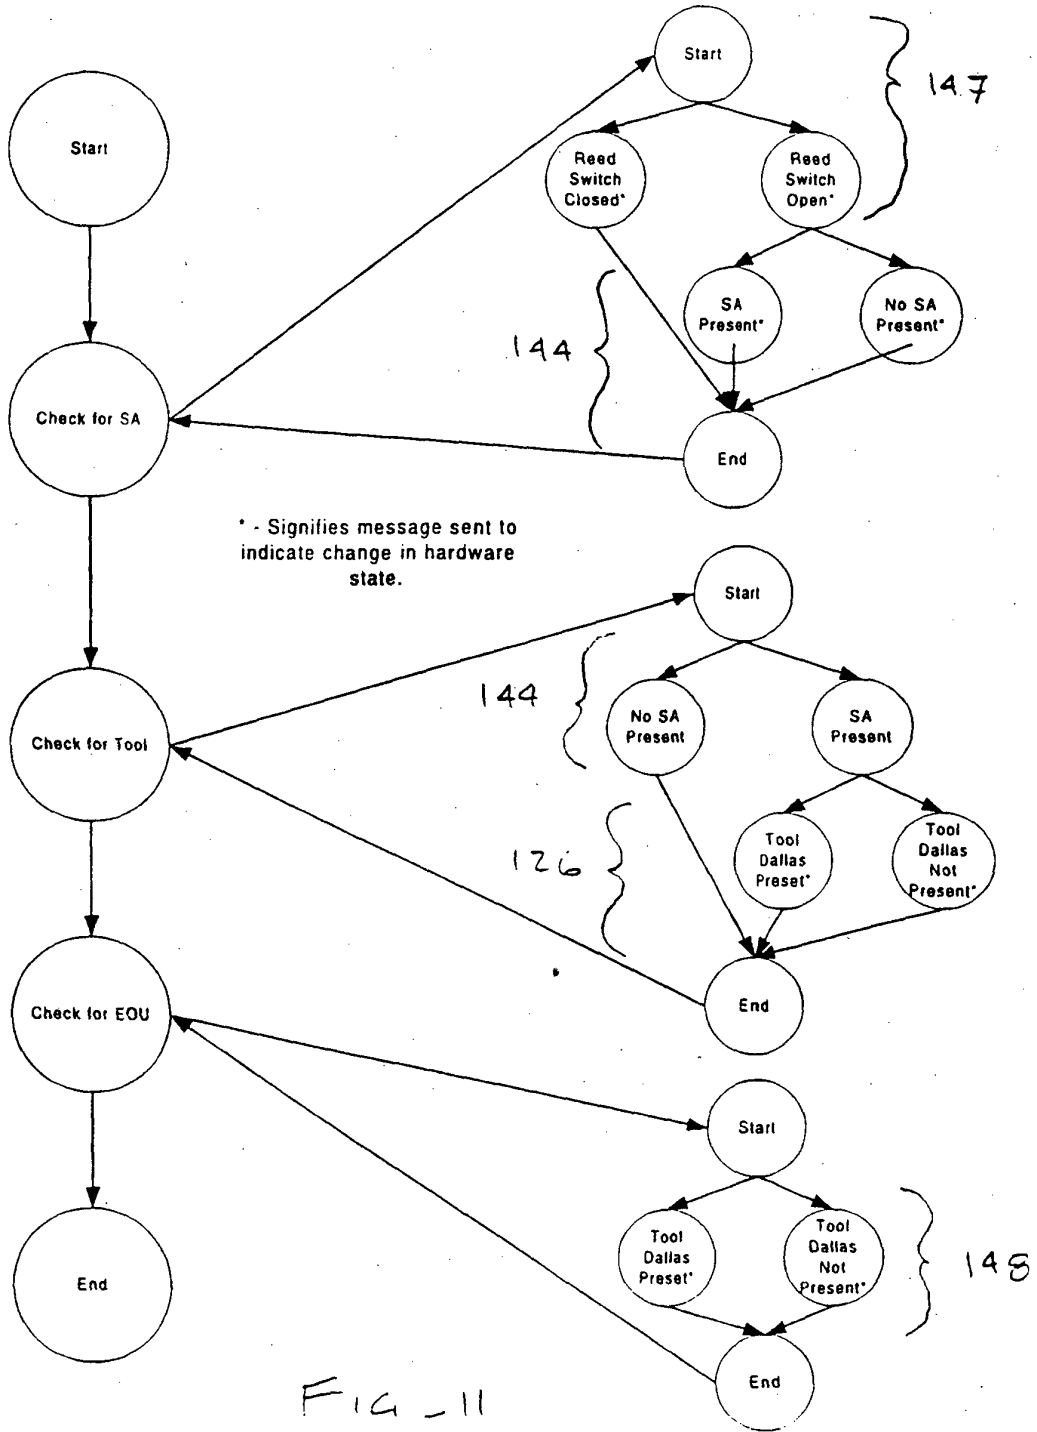 Start
147
Start
Reed
Switch
Closed*
Reed
Switch
Open*
SA
Present*
No SA
Present*
144
Check for SA
End
* - Signifies message sent to
indicate change in hardware
state.
Start
144
No SA
Present
SA
Present
Check for Tool
126
Tool
Dallas
Preset*
Tool
Dallas
Not
Present*
End
Check for EOU
Start
Tool
Dallas
Preset*
Tool
Dallas
Not
Present*
148
End
End
FIG_11